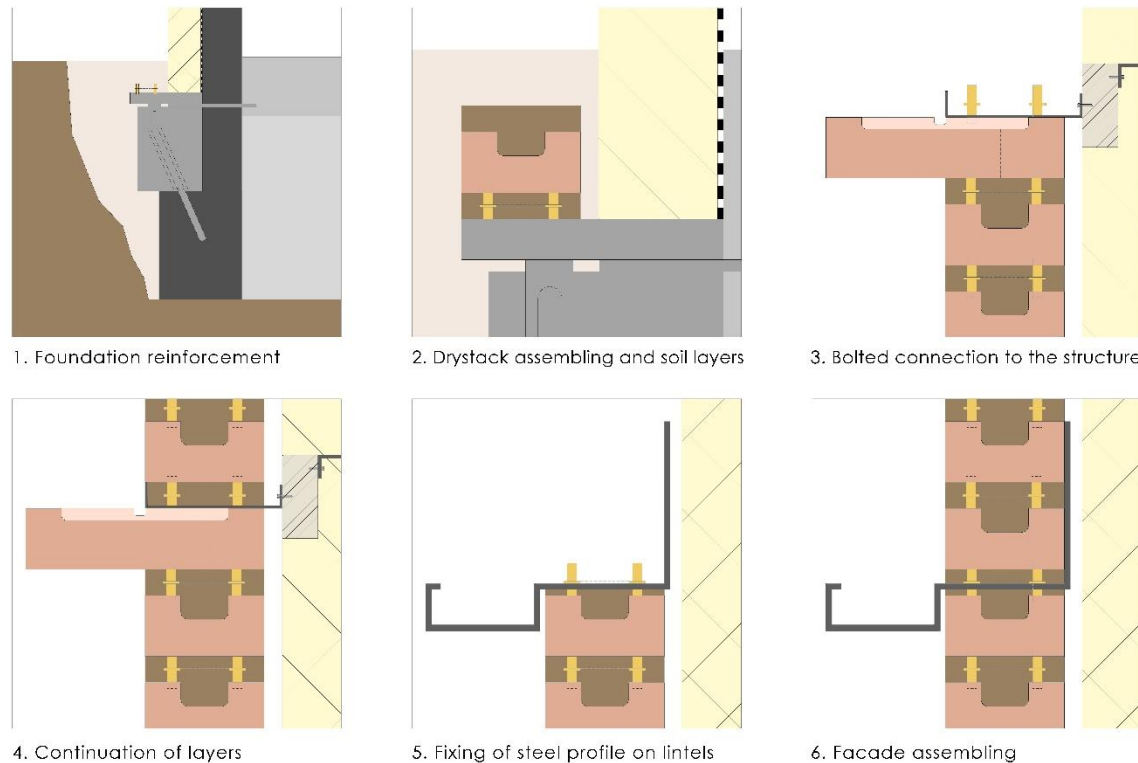 1. Foundation reinforcement
2. Drystack assembling and soil layers
3. Bolted connection to the structure
4. Continuation of layers
5. Fixing of steel profile on lintels
6. Facade assembling